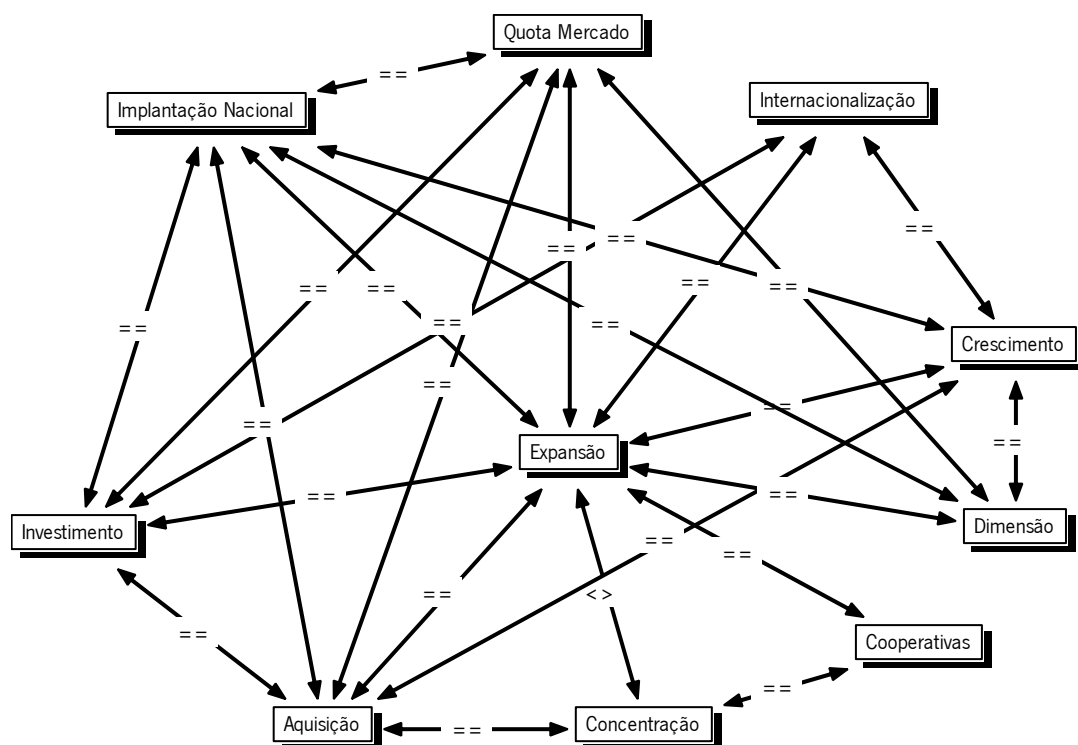 Quota Mercado
==
Internacionalização
Implantação Nacional
==
==
==
==
==
==
==
==
==
==
Crescimento
==
==
==
==
Expansão
==
==
Investimento
Dimensão
==
==
==
<>
==
Cooperativas
==
Aquisição
==
Concentração